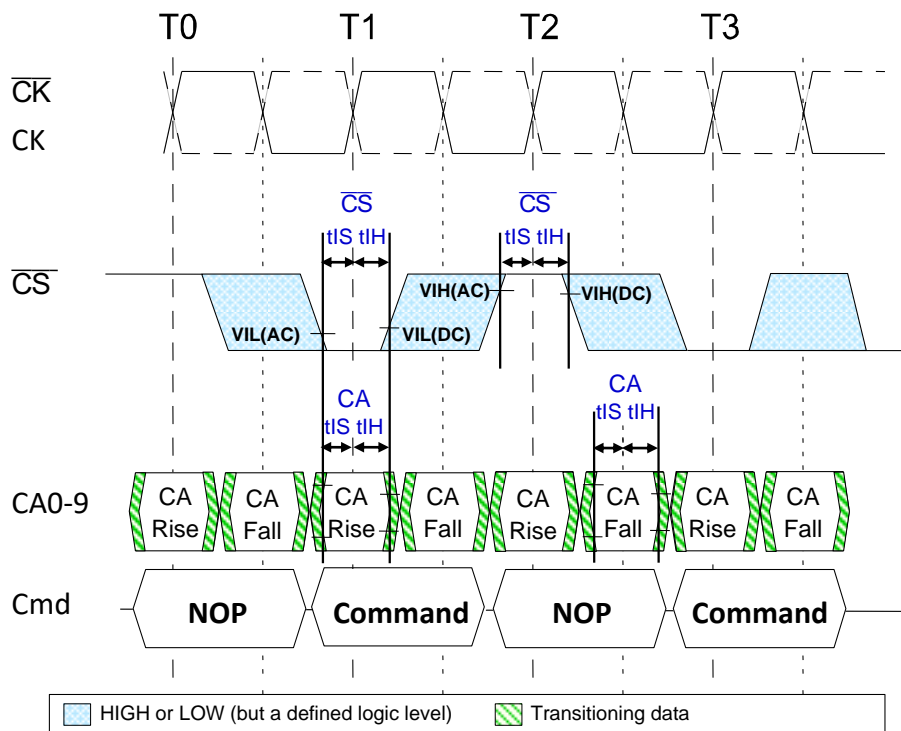 T0 T1 T2 T3
CK
CK
CS CS
tIS tIH tIS tIH
CS
VIH(AC) VIH(DC)
VIL(AC) VIL(DC)
CA CA
tIS tIH tIS tIH
CA0-9
CA Rise CA Fall CA Rise CA Fall CA Rise CA Fall CA Rise CA Fall
Cmd NOP Command NOP Command
HIGH or LOW (but a defined logic level) Transitioning data